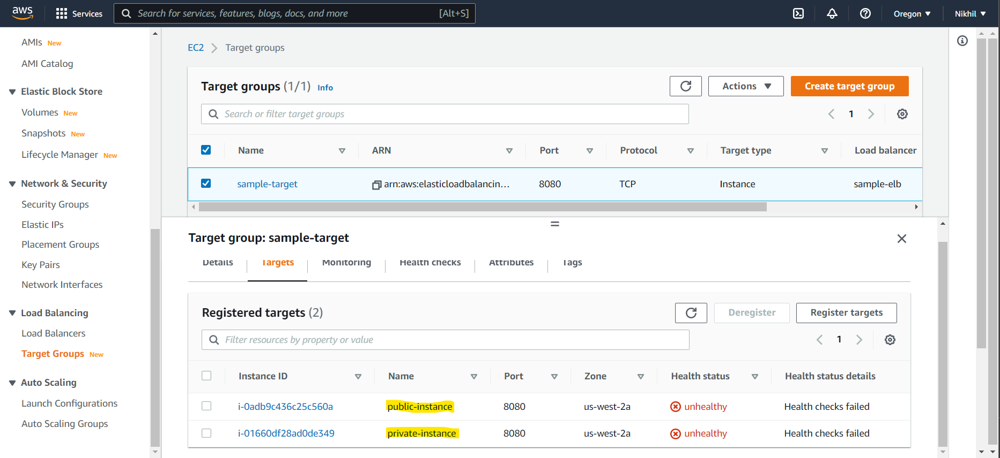 aws Services Search for services, features, blogs, docs, and more [Alt+S] Oregon Nikhil
AMIs New
AMI Catalog
Elastic Block Store
Volumes New
Snapshots New
Lifecycle Manager New
Network & Security
Security Groups
Elastic IPs
Placement Groups
Key Pairs
Network Interfaces
Load Balancing
Load Balancers
Target Groups New
Auto Scaling
Launch Configurations
Auto Scaling Groups
EC2 Target groups
Target groups (1/1) Info Actions Create target group
Search or filter target groups 1
Name ARN Port Protocol Target type Load balancer
sample-target arn:aws:elasticloadbalancin... 8080 TCP Instance sample-elb
Target group: sample-target
Details Targets Monitoring Health checks Attributes Tags
Registered targets (2) Deregister Register targets
Filter resources by property or value 1
Instance ID Name Port Zone Health status Health status details
i-0adb9c436c25c560a public-instance 8080 us-west-2a unhealthy Health checks failed
i-01660df28ad0de349 private-instance 8080 us-west-2a unhealthy Health checks failed